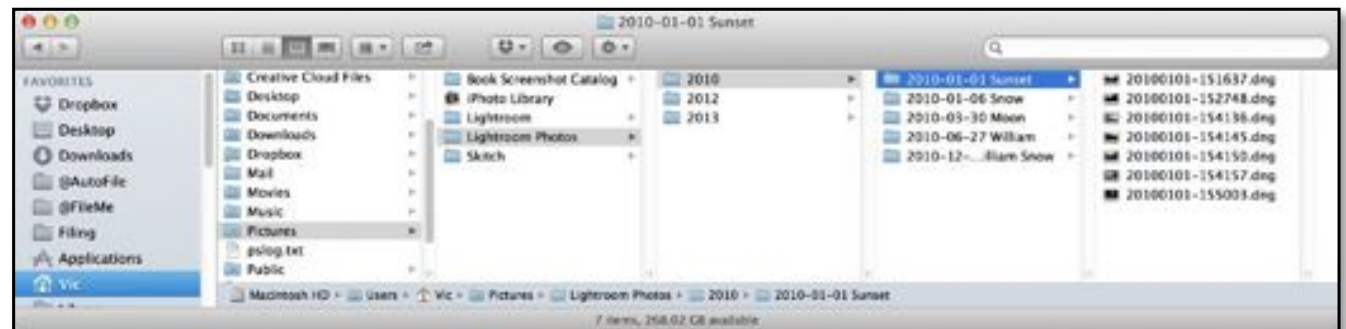 2010-01-01 Sunset
FAVORITES
Dropbox
Desktop
Downloads
@AutoFile
@FileMe
Filing
Applications
Vic
Creative Cloud Files
Desktop
Documents
Downloads
Dropbox
Mail
Movies
Music
Pictures
pslog.txt
Public
Book Screenshot Catalog
iPhoto Library
Lightroom
Lightroom Photos
Skitch
2010
2012
2013
2010-01-01 Sunset
2010-01-06 Snow
2010-03-30 Moon
2010-06-27 William
2010-12-...illiam Snow
20100101-151637.dng
20100101-152748.dng
20100101-154136.dng
20100101-154145.dng
20100101-154150.dng
20100101-154157.dng
20100101-155003.dng
Macintosh HD Users Vic Pictures Lightroom Photos 2010 2010-01-01 Sunset
7 items, 268.02 GB available